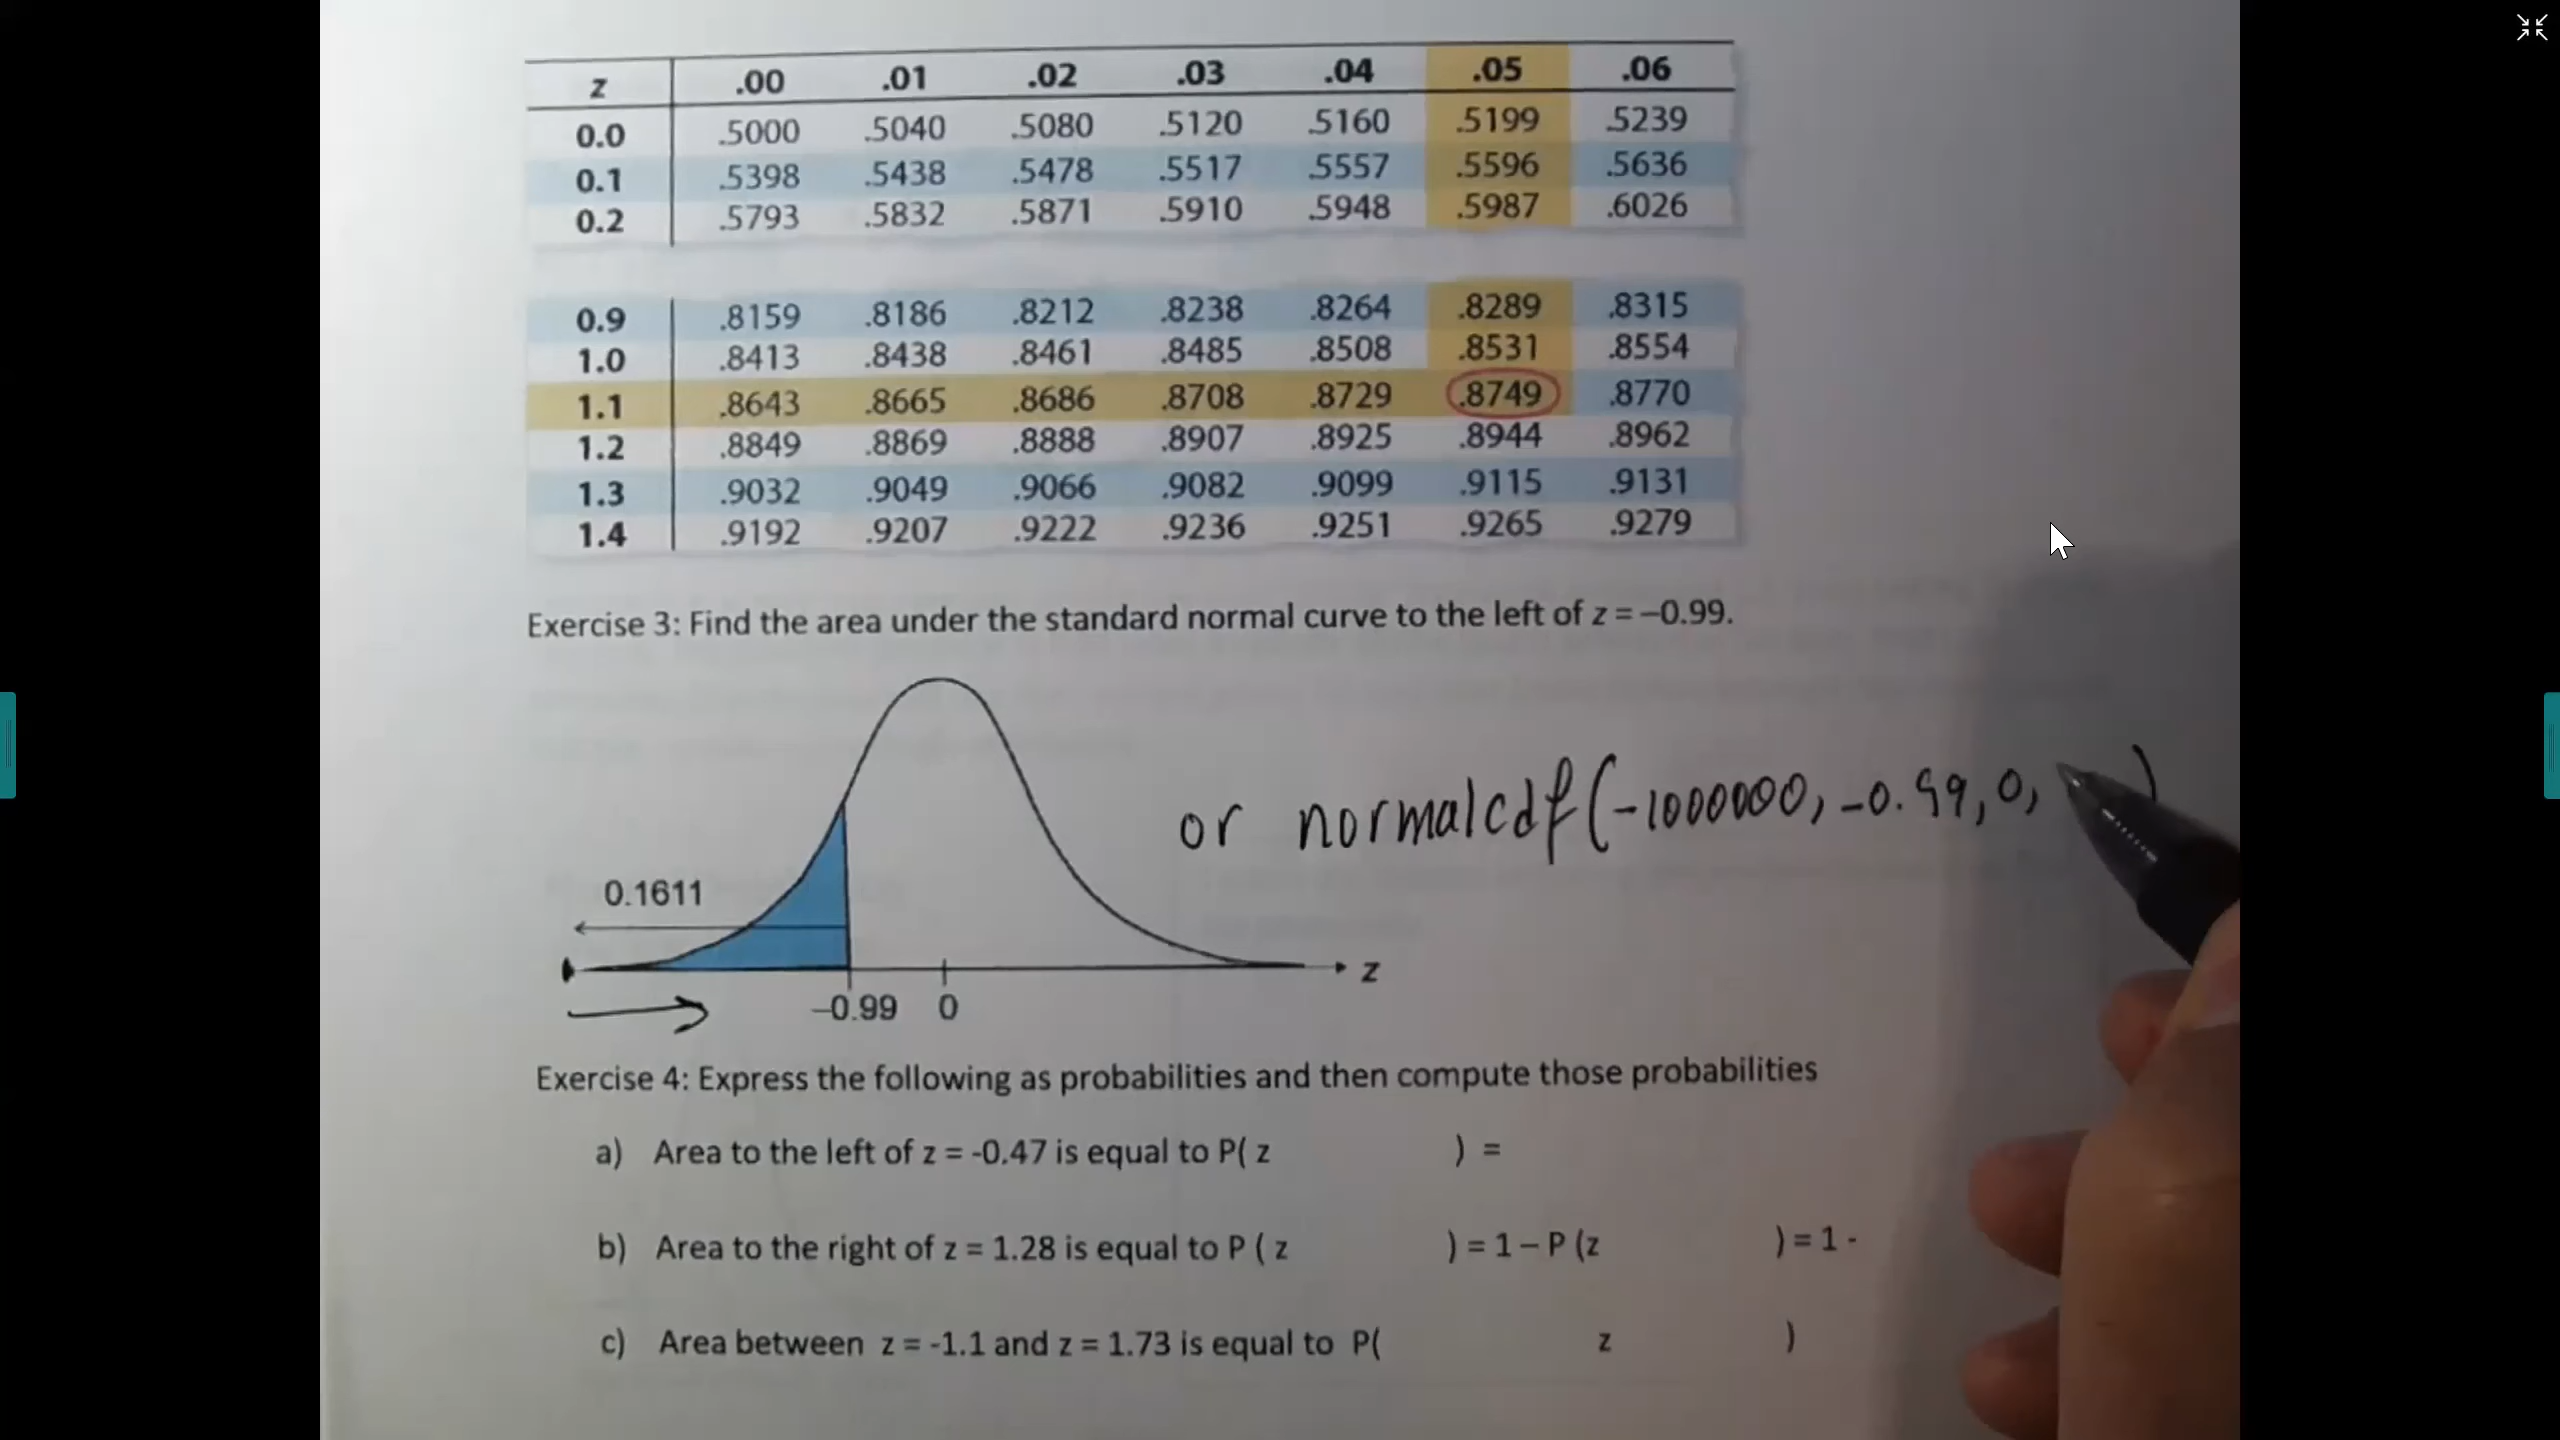 z .00 .01 .02 .03 .04 .05 .06
0.0 .5000 .5040 .5080 .5120 .5160 .5199 .5239
0.1 .5398 .5438 .5478 .5517 .5557 .5596 .5636
0.2 .5793 .5832 .5871 .5910 .5948 .5987 .6026
0.9 .8159 .8186 .8212 .8238 .8264 .8289 .8315
1.0 .8413 .8438 .8461 .8485 .8508 .8531 .8554
1.1 .8643 .8665 .8686 .8708 .8729 .8749 .8770
1.2 .8849 .8869 .8888 .8907 .8925 .8944 .8962
1.3 .9032 .9049 .9066 .9082 .9099 .9115 .9131
1.4 .9192 .9207 .9222 .9236 .9251 .9265 .9279
Exercise 3: Find the area under the standard normal curve to the left of z = −0.99.
or normalcdf(-1000000, -0.99, 0, )
0.1611
z
−0.99 0
Exercise 4: Express the following as probabilities and then compute those probabilities
a) Area to the left of z = -0.47 is equal to P( z ) =
b) Area to the right of z = 1.28 is equal to P ( z ) = 1 – P (z ) = 1 -
c) Area between z = -1.1 and z = 1.73 is equal to P( z )